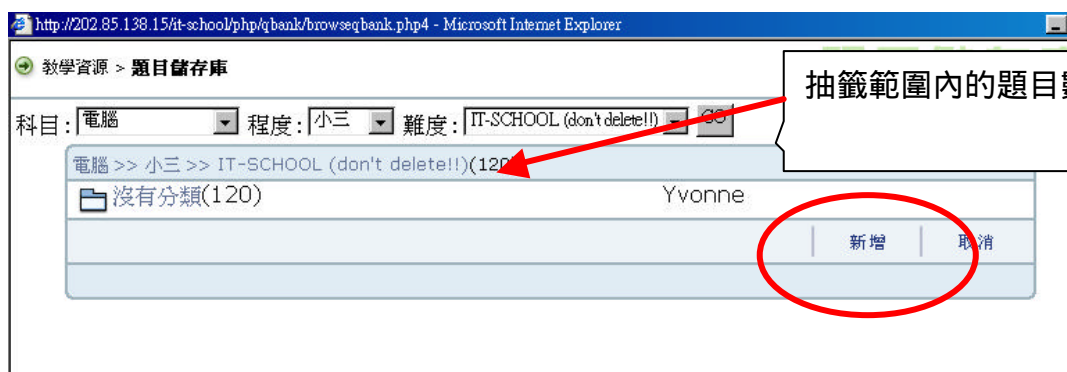 http://202.85.138.15/it-school/php/qbank/browseqbank.php4 - Microsoft Internet Explorer
教學資源 > 題目儲存庫
抽籤範圍內的題目
科目: 電腦 程度: 小三 難度: IT-SCHOOL (don't delete!!) GO
電腦 >> 小三 >> IT-SCHOOL (don't delete!!)(120)
沒有分類(120) Yvonne
新增 取消